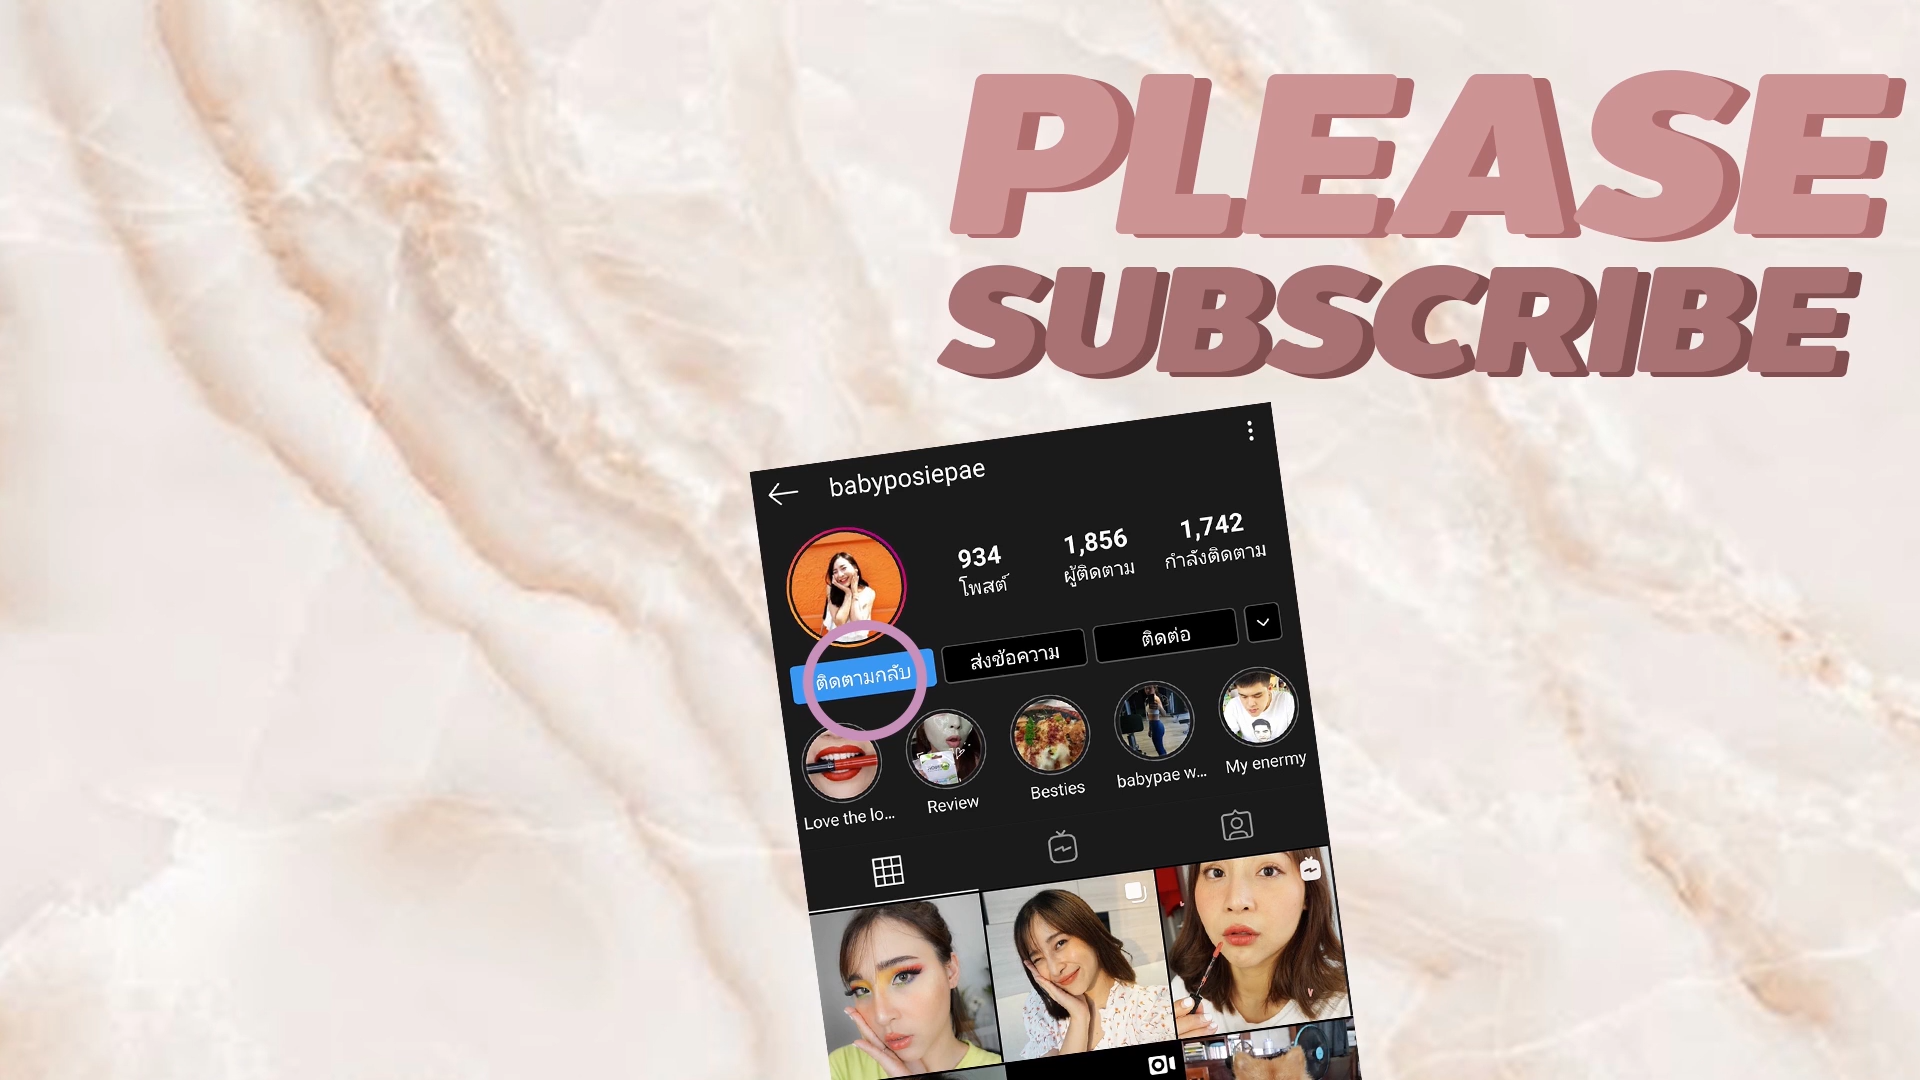 PLEASE
SUBSCRIBE
babyposiepae
934 1,856 1,742
โพสต์ ผู้ติดตาม กำลังติดตาม
ติดตามกลับ ส่งข้อความ ติดต่อ
Love the lo... Review Besties babypae w... My enermy